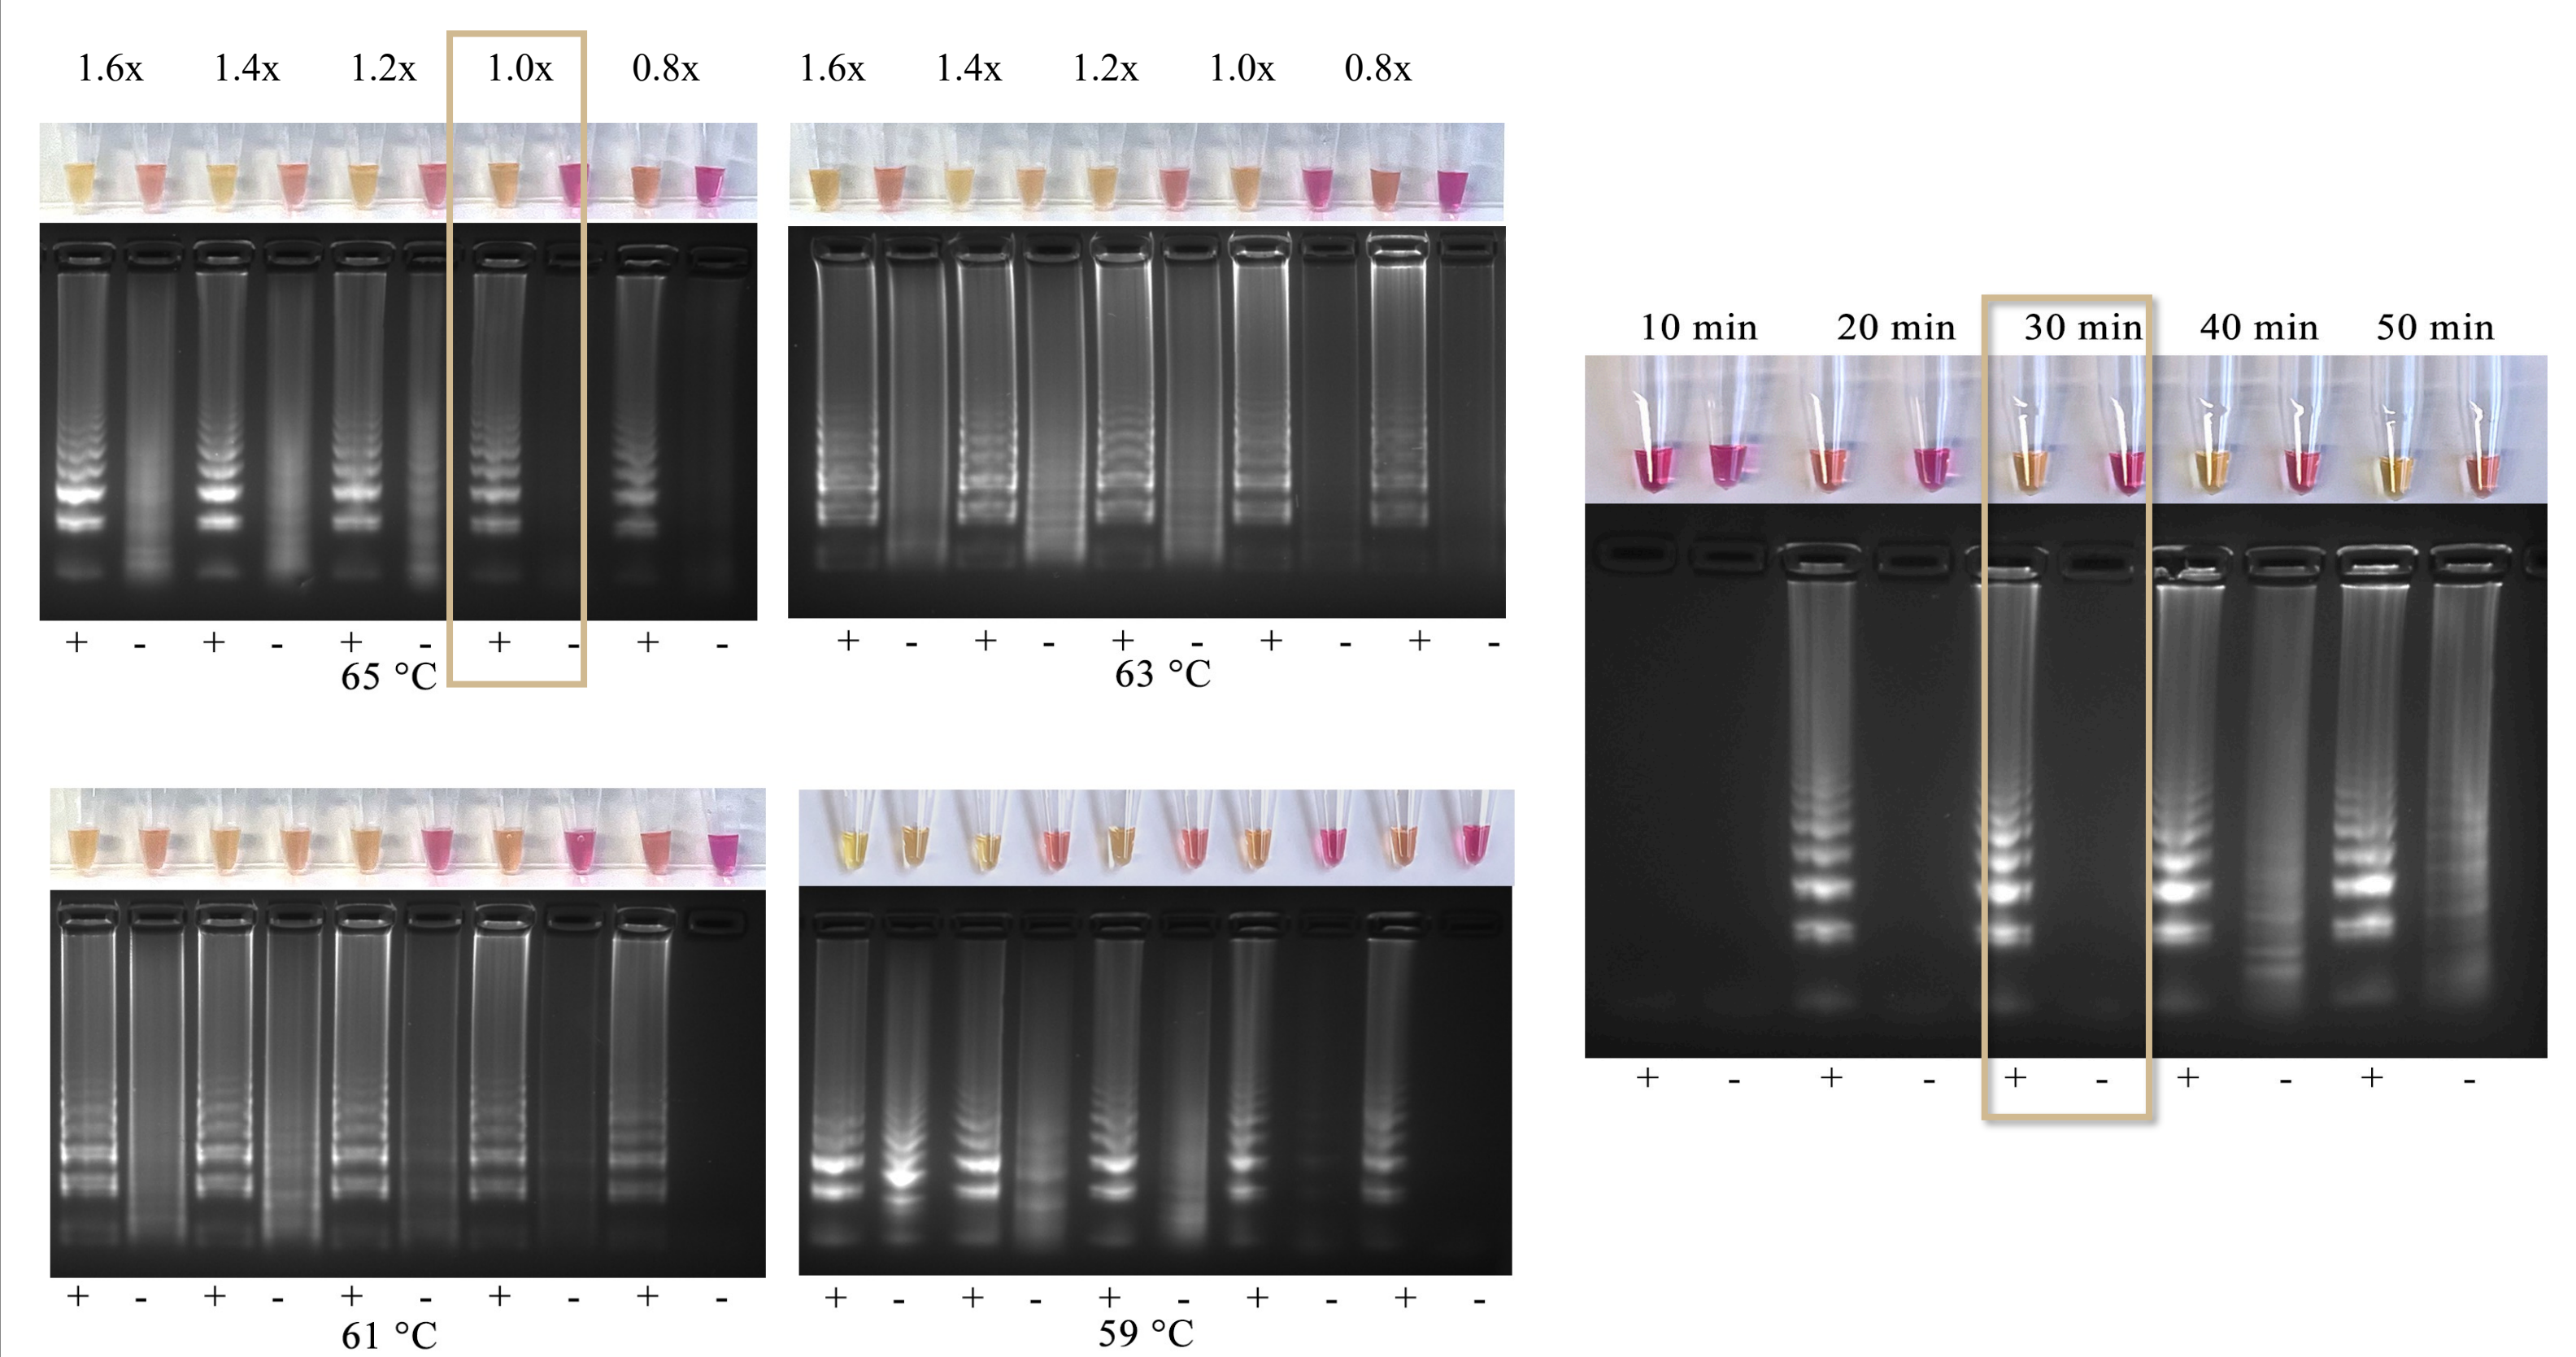 1.6x 1.4x 1.2x 1.0x 0.8x
+ - + - + - + - + -
65 °C
1.6x 1.4x 1.2x 1.0x 0.8x
+ - + - + - + - + -
63 °C
+ - + - + - + - + -
61 °C
+ - + - + - + - + -
59 °C
10 min 20 min 30 min 40 min 50 min
+ - + - + - + - + -